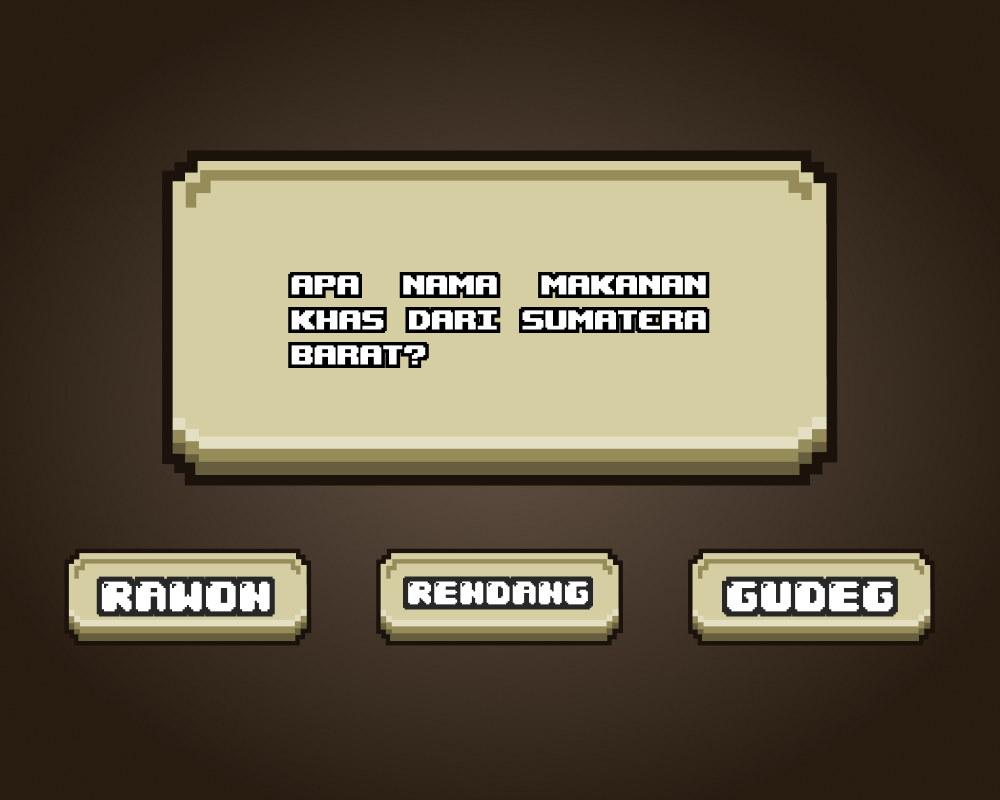 APA NAMA MAKANAN
KHAS DARI SUMATERA
BARAT?
RAWON
RENDANG
GUDEG